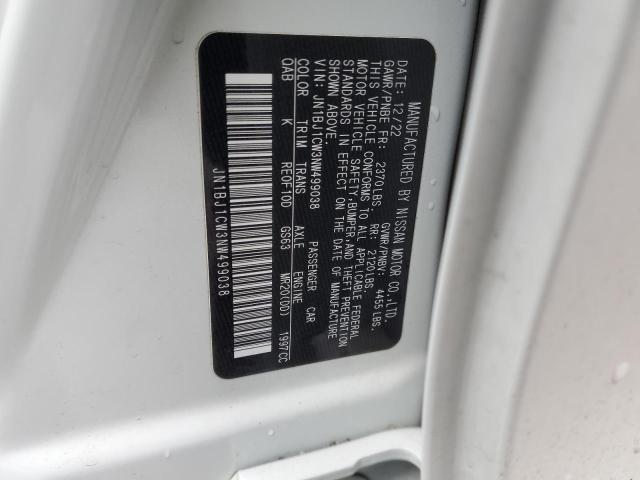 MANUFACTURED BY NISSAN MOTOR CO.,LTD.
DATE: 12/22 GVWR/PNBV: 4455 LBS.
GAWR/PNBE FR: 2370LBS. RR: 2120LBS.
THIS VEHICLE CONFORMS TO ALL APPLICABLE FEDERAL
MOTOR VEHICLE SAFETY,BUMPER,AND THEFT PREVENTION
STANDARDS IN EFFECT ON THE DATE OF MANUFACTURE
SHOWN ABOVE.
VIN: JN1BJ1CW3NW499038 PASSENGER CAR
COLOR TRIM TRANS AXLE ENGINE
QAB K REOF10D GS63 MR20(DD) 1997CC
JN1BJ1CW3NW499038